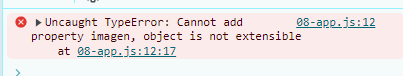 Uncaught TypeError: Cannot add 08-app.js:12
property imagen, object is not extensible
at 08-app.js:12:17